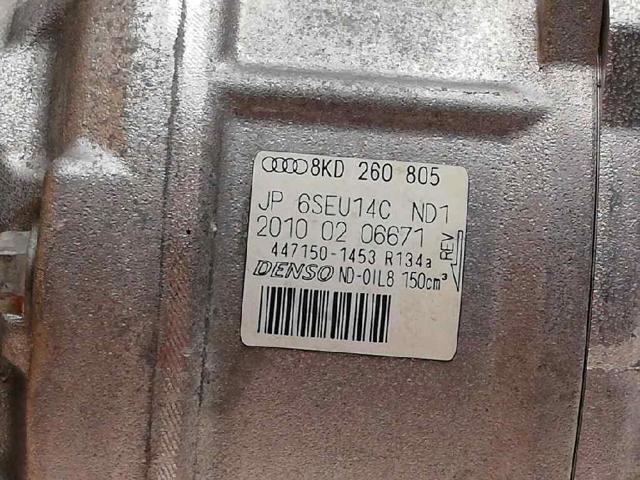 8KD 260 805
JP 6SEU14C ND1
2010 02 06671
REV
447150-1453 R134a
DENSO ND-OIL8 150cm³